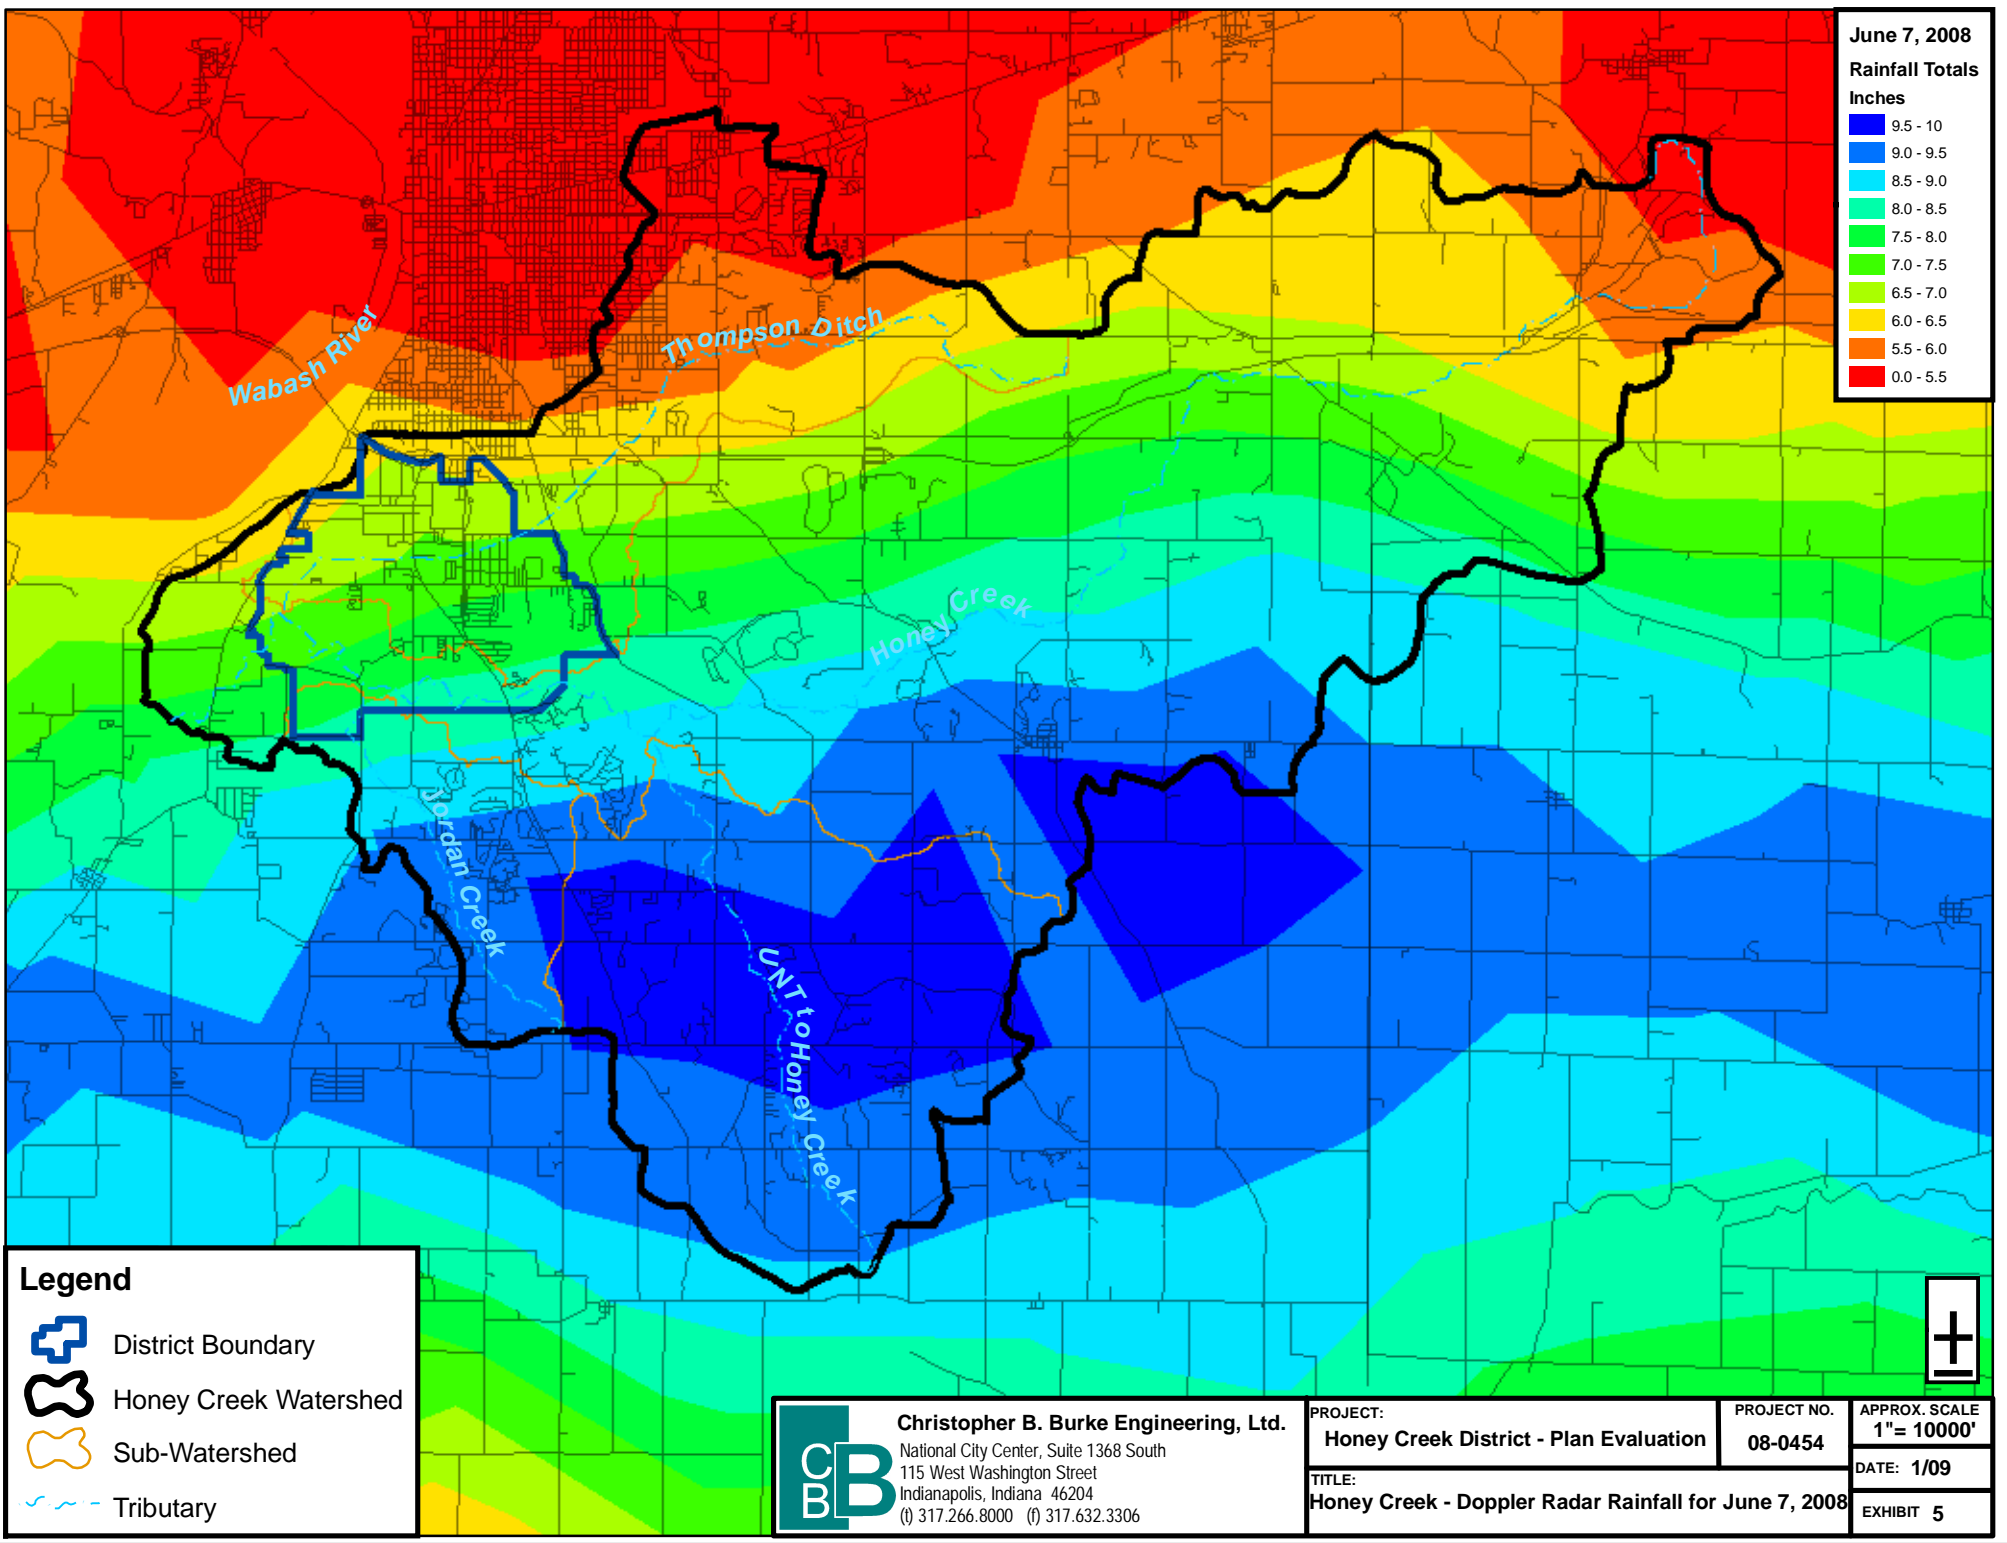 June 7, 2008
Rainfall Totals
Inches
9.5 - 10
9.0 - 9.5
8.5 - 9.0
8.0 - 8.5
7.5 - 8.0
7.0 - 7.5
6.5 - 7.0
6.0 - 6.5
5.5 - 6.0
0.0 - 5.5
Wabash River
Thompson Ditch
Honey Creek
Jordan Creek
UNT to Honey Creek
Legend
District Boundary
Honey Creek Watershed
Sub-Watershed
Tributary
CBB
Christopher B. Burke Engineering, Ltd.
National City Center, Suite 1368 South
115 West Washington Street
Indianapolis, Indiana 46204
(t) 317.266.8000 (f) 317.632.3306
PROJECT:
Honey Creek District - Plan Evaluation
PROJECT NO.
08-0454
APPROX. SCALE
1"= 10000'
TITLE:
Honey Creek - Doppler Radar Rainfall for June 7, 2008
DATE: 1/09
EXHIBIT 5